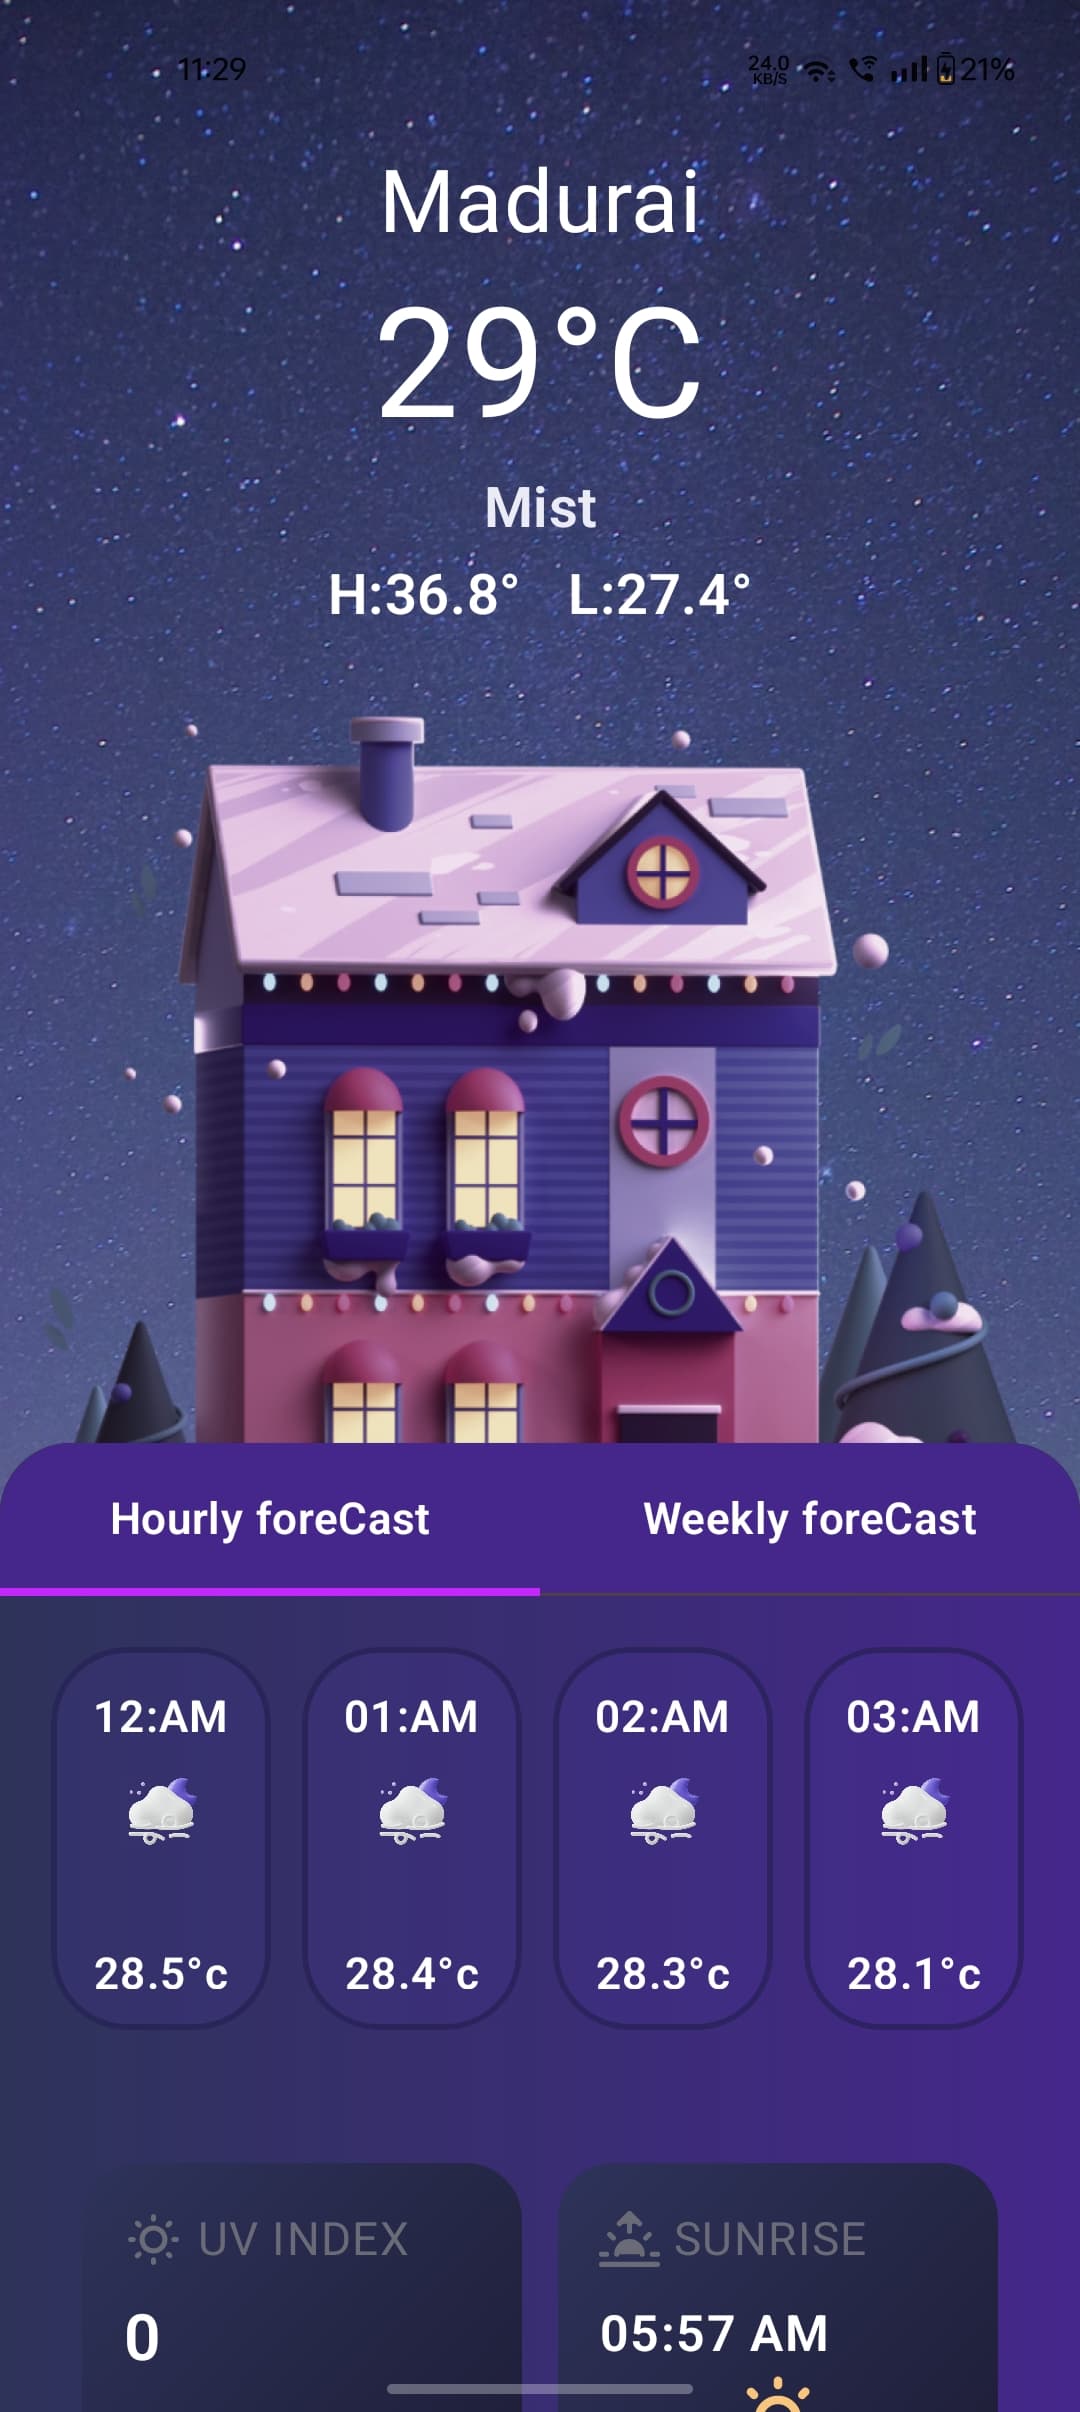 11:29
24.0
KB/S
21%
Madurai
29°C
Mist
H:36.8° L:27.4°
Hourly foreCast Weekly foreCast
12:AM 01:AM 02:AM 03:AM
28.5°c 28.4°c 28.3°c 28.1°c
UV INDEX SUNRISE
0 05:57 AM